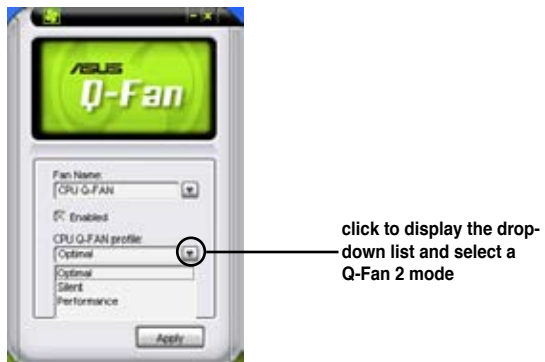 ASUS
Q-Fan
Fan Name:
CPU Q-FAN
Enabled
CPU Q-FAN profile:
Optimal
Optimal
Silent
Performance
Apply
click to display the drop-
down list and select a
Q-Fan 2 mode